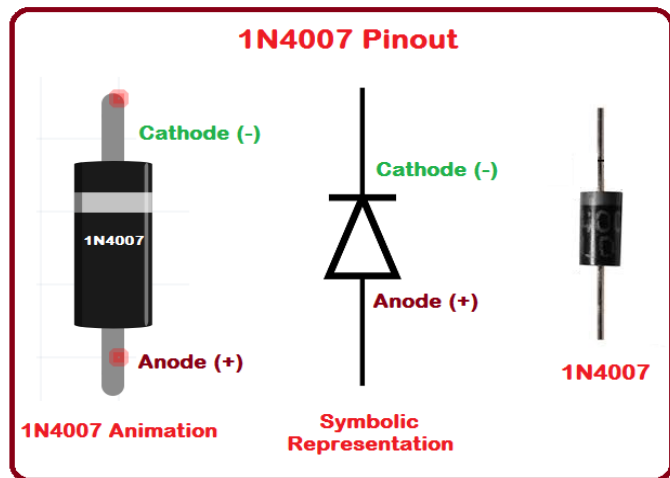 1N4007 Pinout
Cathode (-)
1N4007
Anode (+)
1N4007 Animation
Cathode (-)
Anode (+)
Symbolic
Representation
1N4007